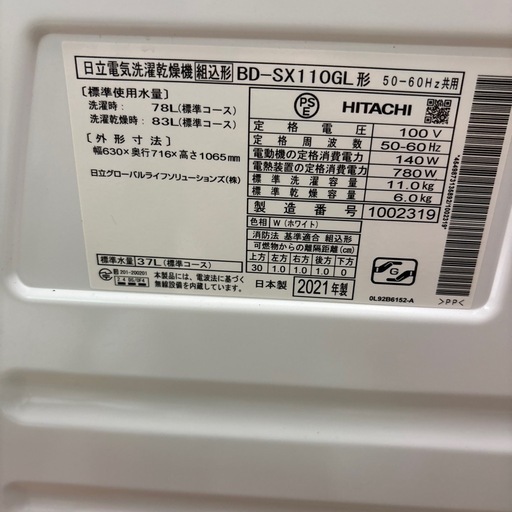 日立電気洗濯乾燥機 組込形 BD-SX110GL形 50-60Hz共用
[標準使用水量]
洗濯時: 78L(標準コース)
洗濯乾燥時: 83L(標準コース)
[外形寸法]
幅630×奥行716×高さ1065mm
日立グローバルライフソリューションズ(株)
標準水量 37L(標準コース)
201-200201
本製品には、電波法に基づく
無線設備を内蔵しています。
PS
E
HITACHI
定格電圧 100V
定格周波数 50-60Hz
電動機の定格消費電力 140W
電熱装置の定格消費電力 780W
標準洗濯容量 11.0kg
標準乾燥容量 6.0kg
製造番号 1002319
色相 W(ホワイト)
消防法 基準適合 組込形
可燃物からの離隔距離(cm)
上方 左方 右方 前方 後方 下方
30 1.0 1.0 1.0 0
日本製 2021年製
G
0L92B6152-A
>PP<